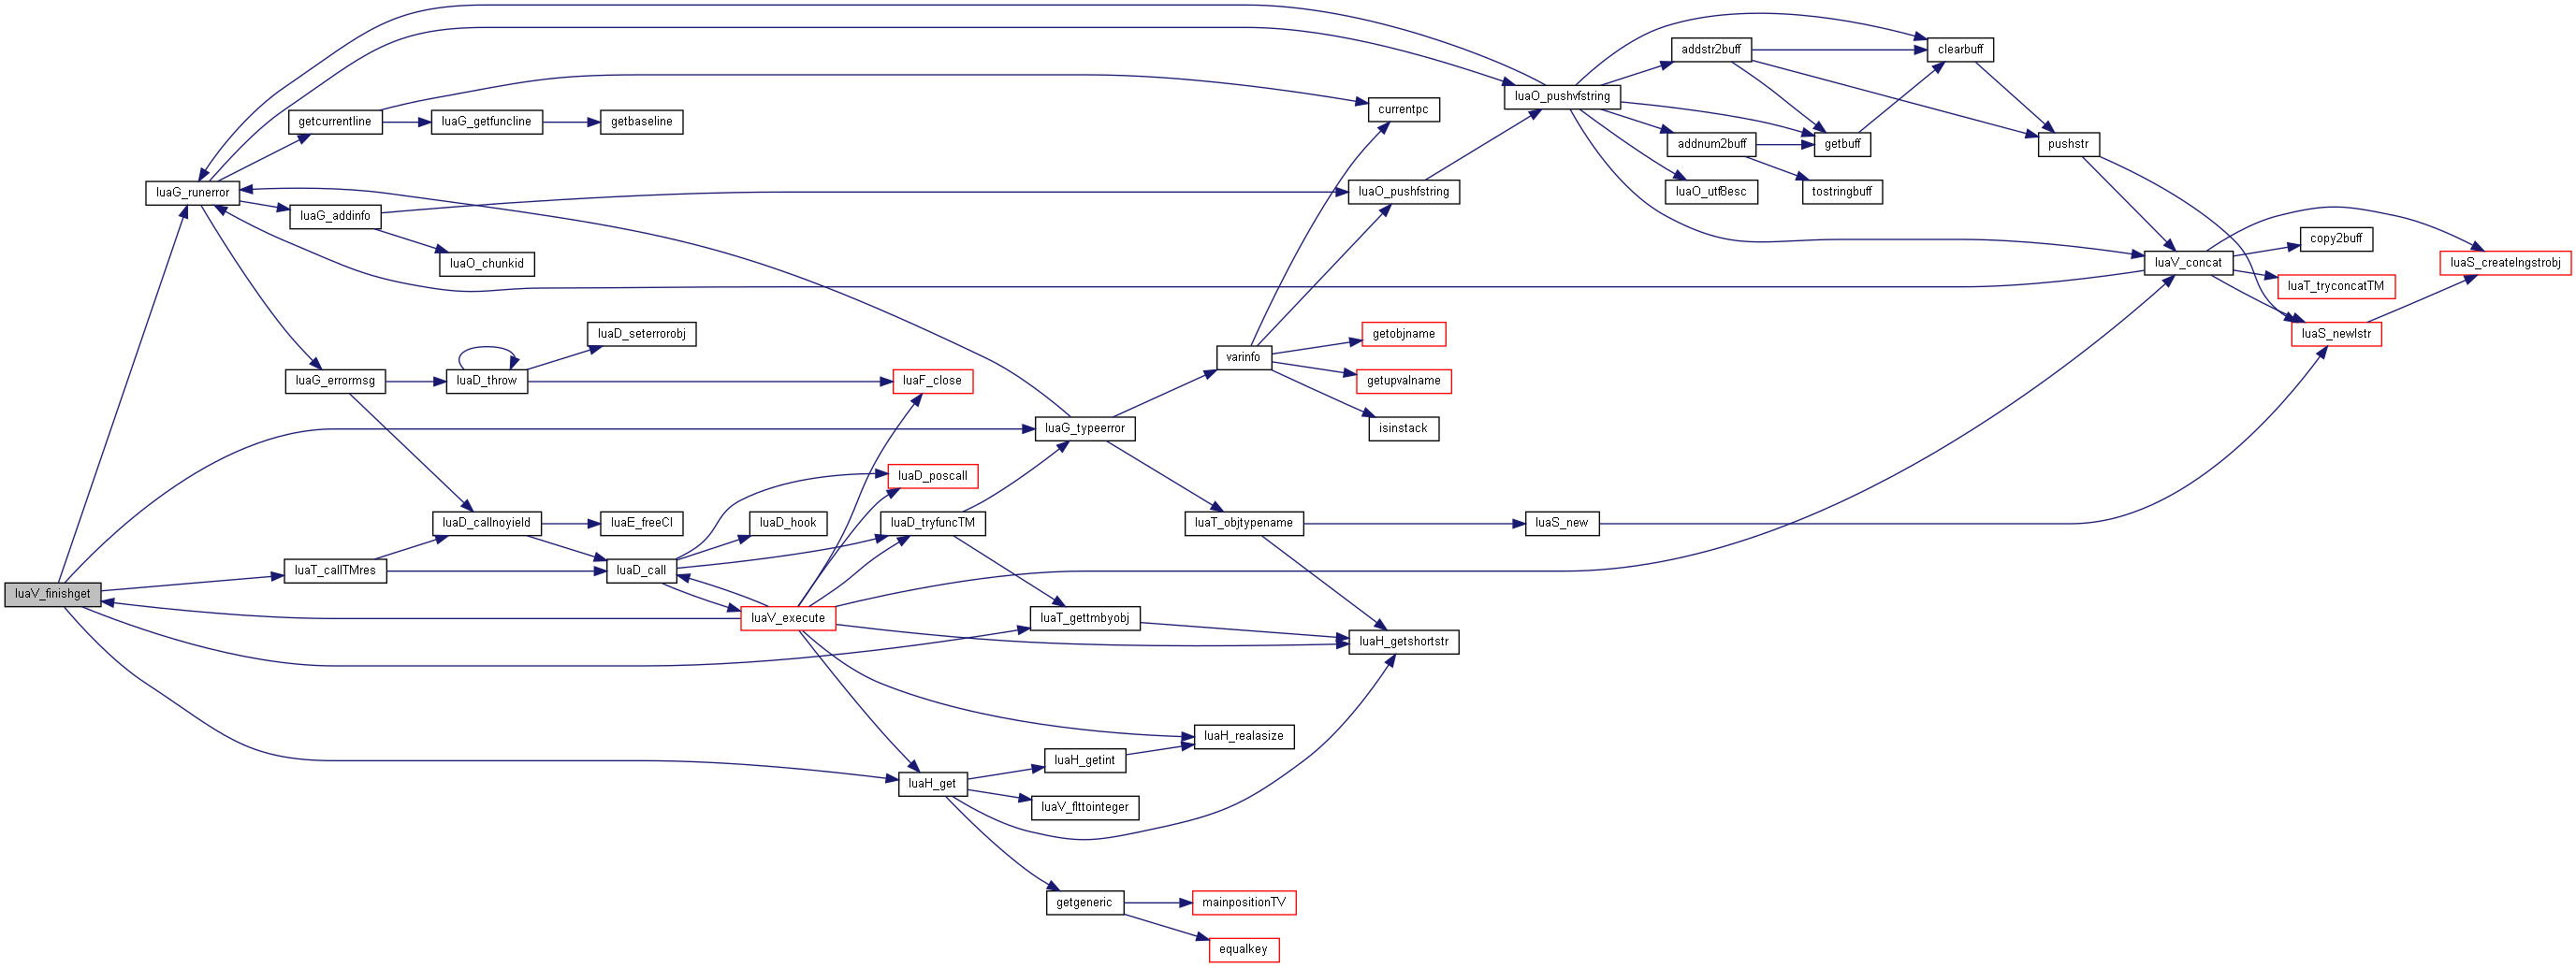 addstr2buff
clearbuff
luaO_pushvfstring
currentpc
getcurrentline
luaG_getfuncline
getbaseline
addnum2buff
getbuff
pushstr
luaG_runerror
luaO_pushfstring
luaO_utf8esc
tostringbuff
luaG_addinfo
copy2buff
luaO_chunkid
luaV_concat
luaS_createlngstrobj
luaT_tryconcatTM
luaD_seterrorobj
getobjname
luaS_newlstr
varinfo
luaG_errormsg
luaD_throw
luaF_close
getupvalname
luaG_typeerror
isinstack
luaD_poscall
luaD_callnoyield
luaE_freeCI
luaD_hook
luaD_tryfuncTM
luaT_objtypename
luaS_new
luaT_callTMres
luaD_call
luaV_finishget
luaV_execute
luaT_gettmbyobj
luaH_getshortstr
luaH_realasize
luaH_getint
luaH_get
luaV_flttointeger
getgeneric
mainpositionTV
equalkey